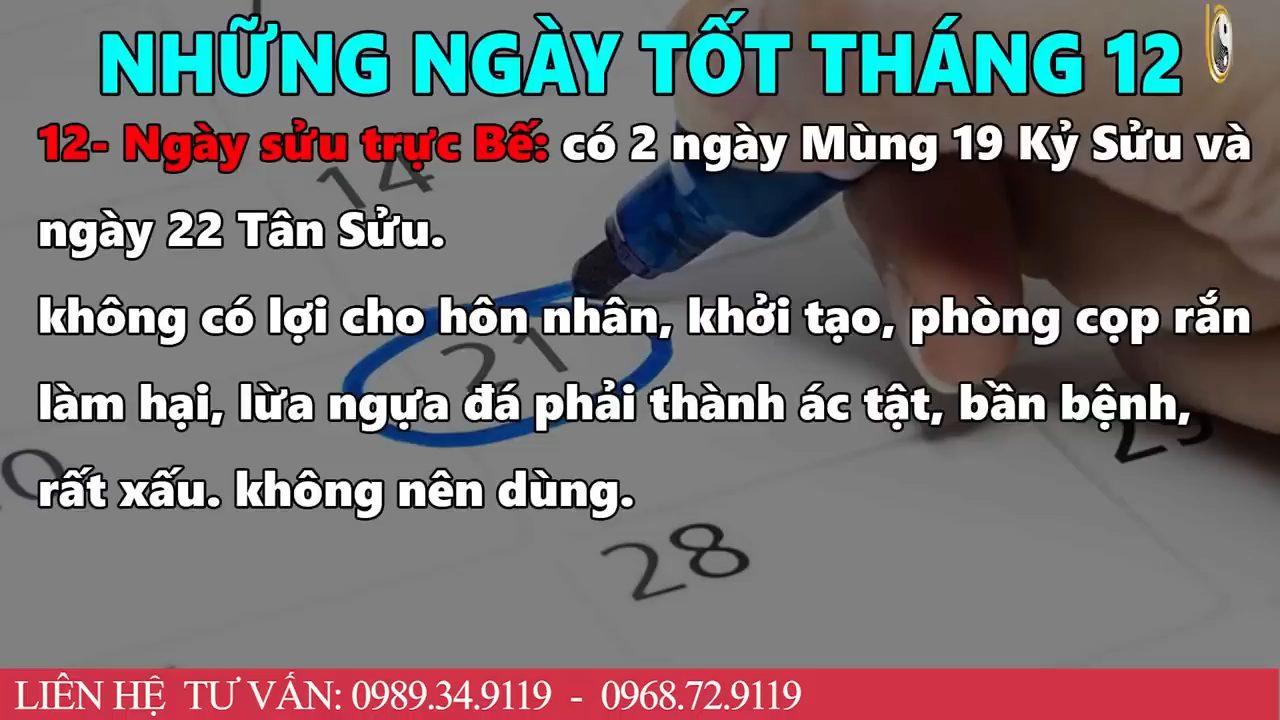 NHỮNG NGÀY TỐT THÁNG 12
12- Ngày sửu trực Bế: có 2 ngày Mùng 19 Kỷ Sửu và
ngày 22 Tân Sửu.
không có lợi cho hôn nhân, khởi tạo, phòng cọp rắn
làm hại, lừa ngựa đá phải thành ác tật, bần bệnh,
rất xấu. không nên dùng.
14
21
28
LIÊN HỆ TƯ VẤN: 0989.34.9119 - 0968.72.9119